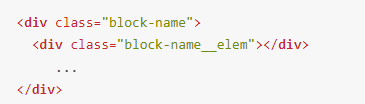 <div class="block-name">
  <div class="block-name__elem"></div>
     ...
</div>